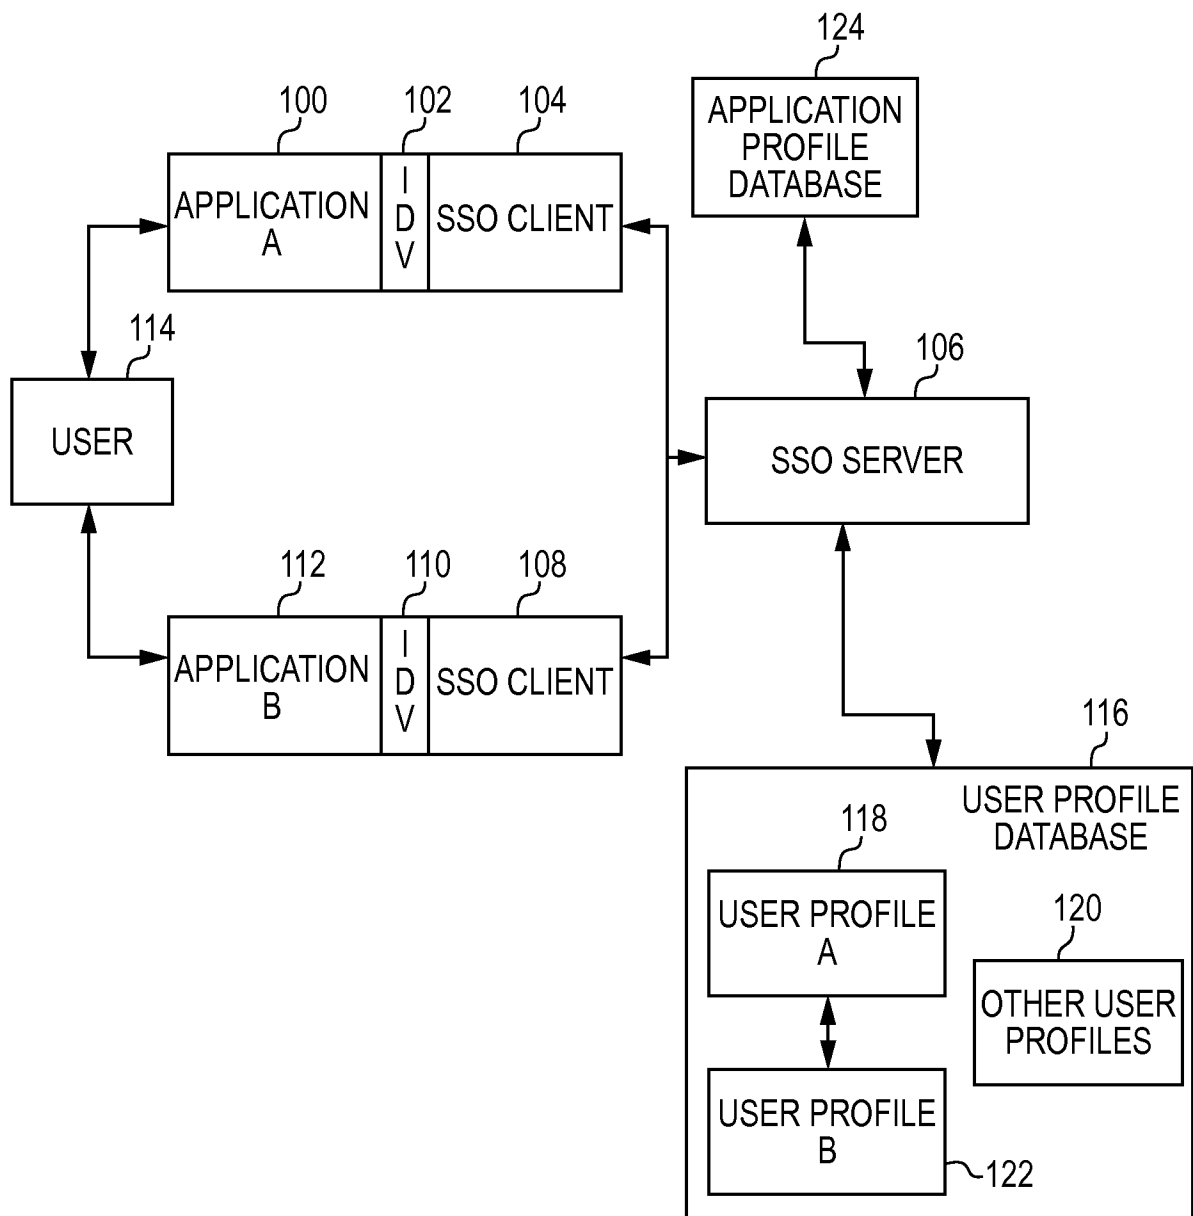 124
APPLICATION
PROFILE
DATABASE
100
102
104
APPLICATION
A
I
D
V
SSO CLIENT
114
USER
106
SSO SERVER
112
110
108
APPLICATION
B
I
D
V
SSO CLIENT
116
USER PROFILE
DATABASE
118
USER PROFILE
A
120
OTHER USER
PROFILES
USER PROFILE
B
122